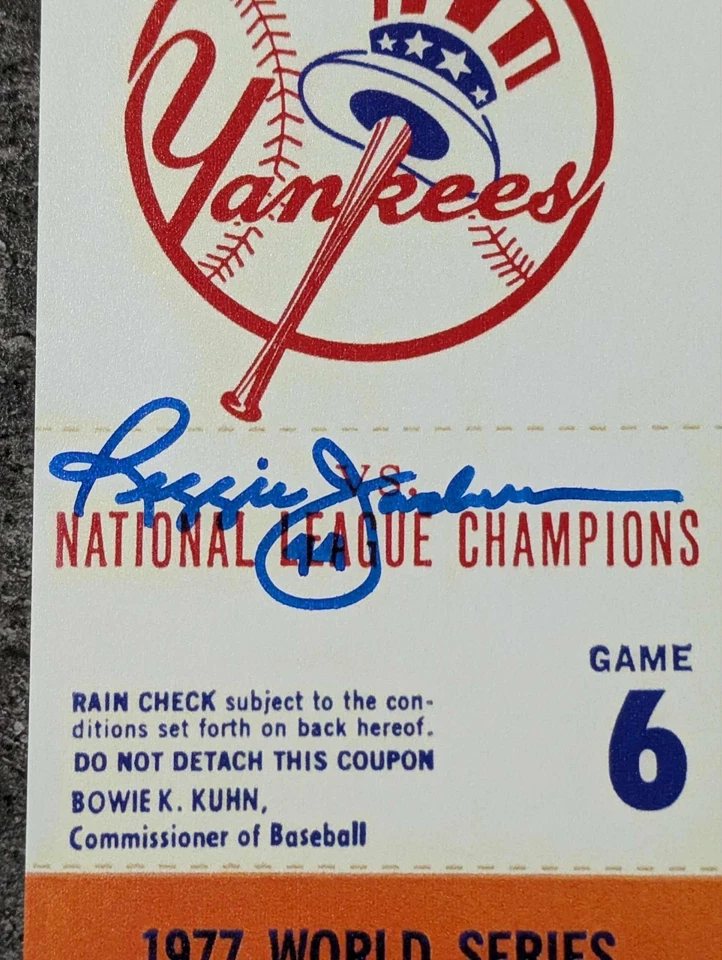 Yankees
Reggie Jackson
44
VS.
NATIONAL LEAGUE CHAMPIONS
GAME
6
RAIN CHECK subject to the con-
ditions set forth on back hereof.
DO NOT DETACH THIS COUPON
BOWIE K. KUHN,
Commissioner of Baseball
1977 WORLD SERIES